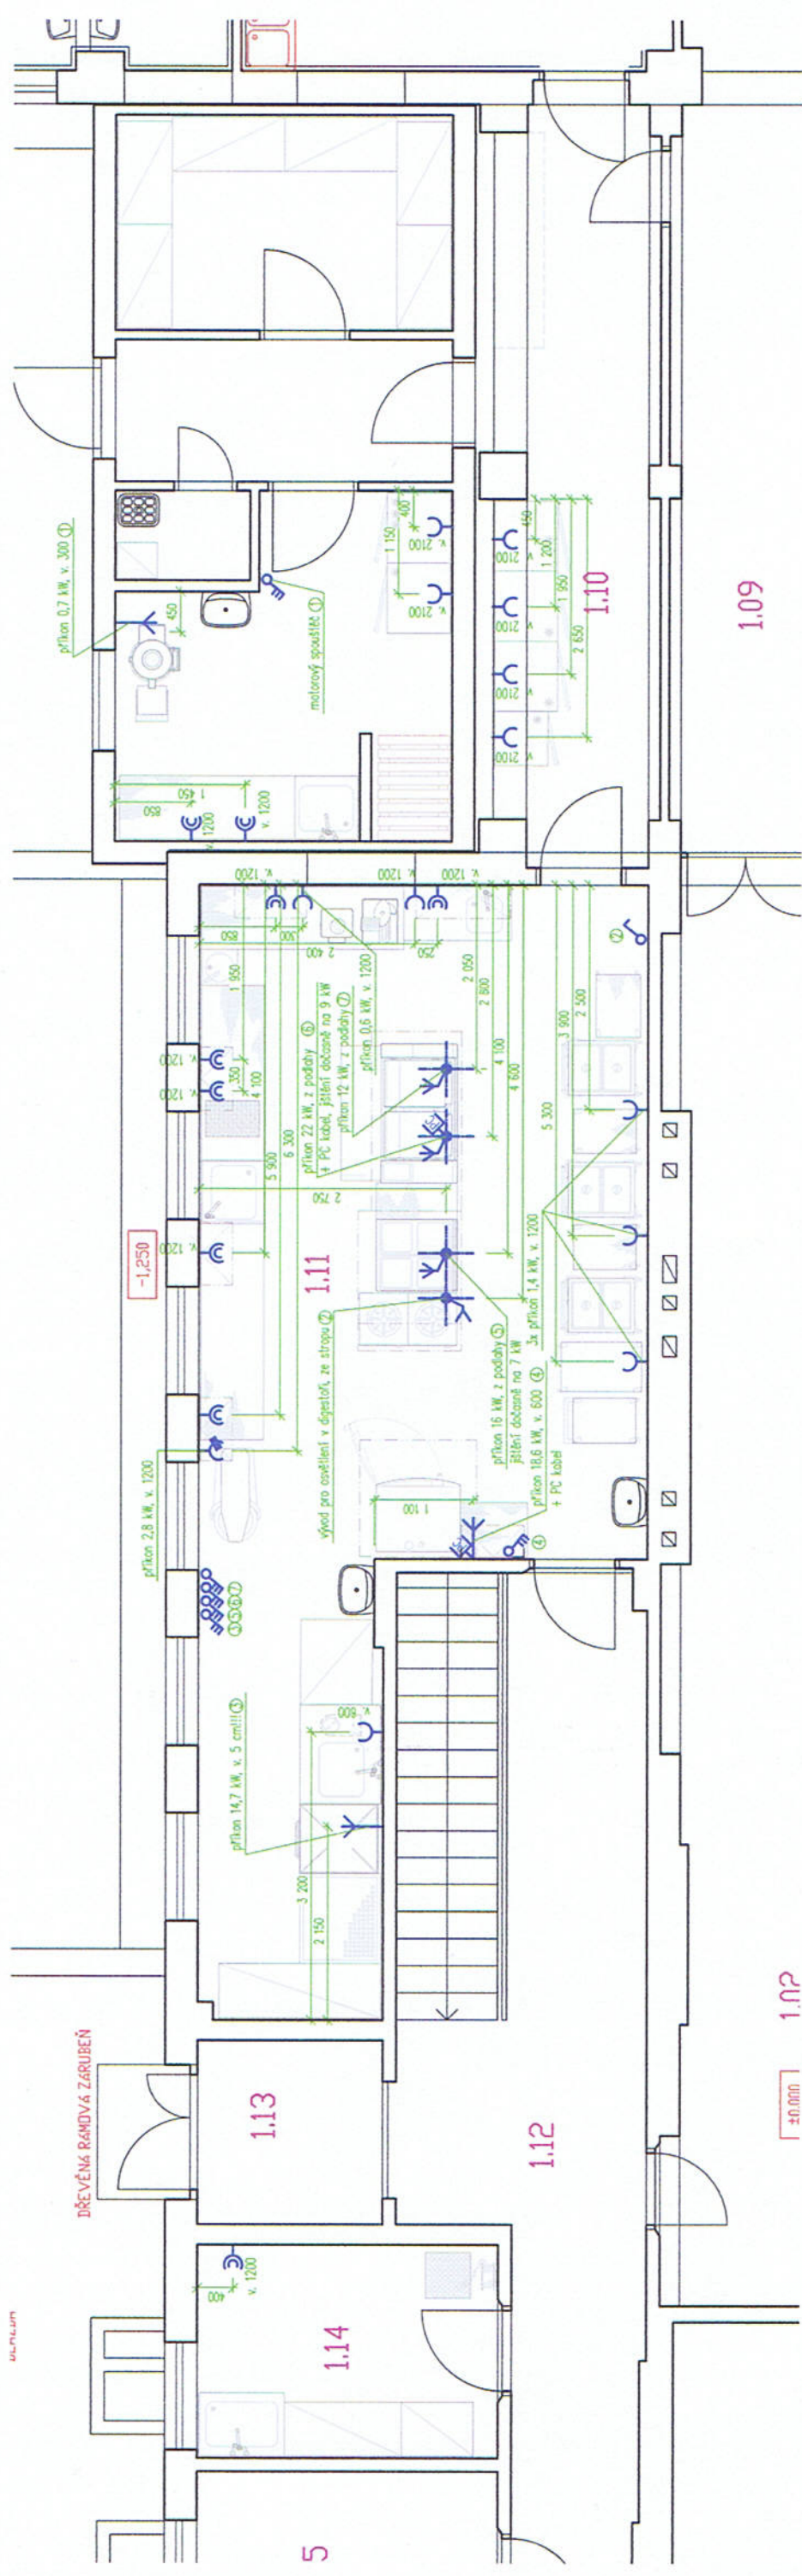 příkon 0,7 kW, v. 300 ①
450
motorový spouštěč ①
400
1 150
v. 2100
v. 2100
v. 2100
v. 2100
v. 2100
v. 2100
450
1 200
1 950
2 650
1.10
1.09
850
1 450
v. 1200
v. 1200
v. 1200
v. 1200
v. 1200
850
300
2 400
250
1 950
350
4 100
5 900
6 300
v. 1200
v. 1200
v. 1200
příkon 22 kW, z podlahy ⑥
+ PC kabel, jištění dočasně na 9 kW
příkon 12 kW, z podlahy ⑦
příkon 0,6 kW, v. 1200
2 050
2 800
4 100
4 600
2 750
②
2 500
3 900
5 300
-1,250
1.11
3x příkon 1,4 kW, v. 1200
vývod pro osvětlení v digestoři, ze stropu ②
příkon 16 kW, z podlahy ⑤
jištění dočasně na 7 kW
příkon 18,6 kW, v. 600 ④
+ PC kabel
1 100
④
příkon 2,8 kW, v. 1200
③⑤⑥⑦
příkon 14,7 kW, v. 5 cm!!! ③
v. 600
3 200
2 150
DŘEVĚNÁ RÁMOVÁ ZÁRUBEŇ
1.13
1.12
1.02
±0.000
400
v. 1200
1.14
5